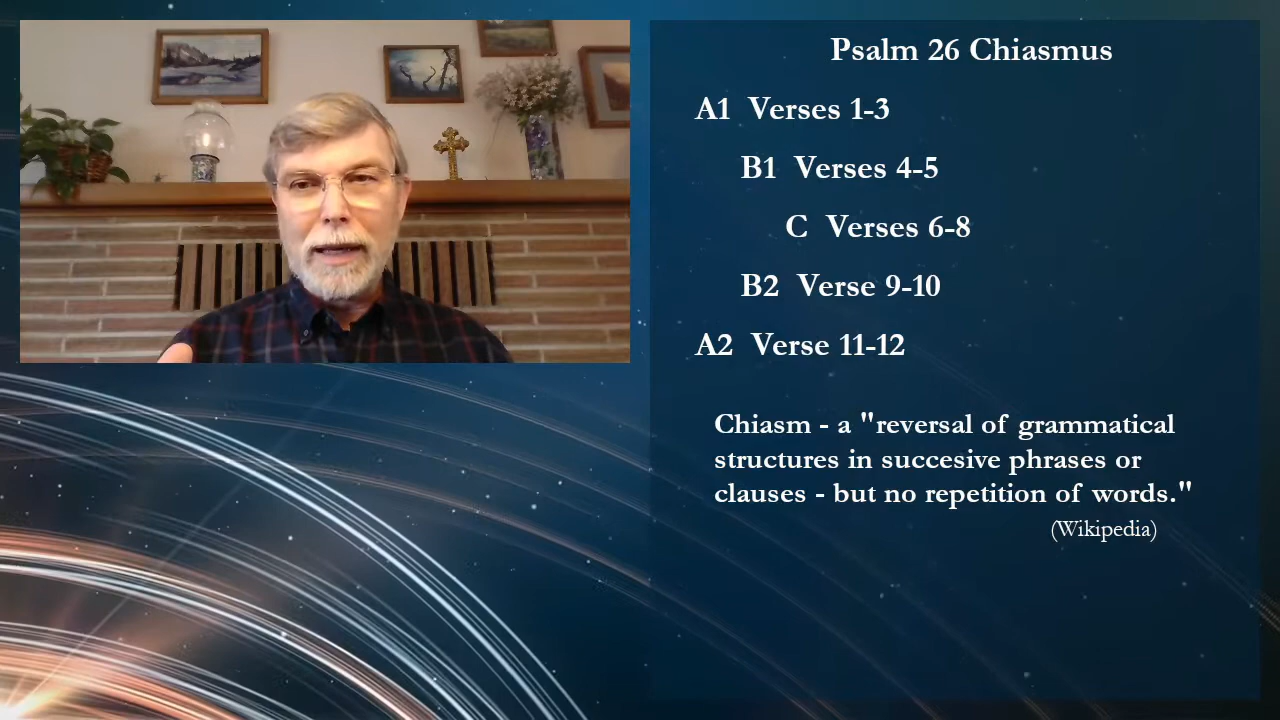 Psalm 26 Chiasmus
A1 Verses 1-3
B1 Verses 4-5
C Verses 6-8
B2 Verse 9-10
A2 Verse 11-12
Chiasm - a "reversal of grammatical
structures in succesive phrases or
clauses - but no repetition of words."
(Wikipedia)